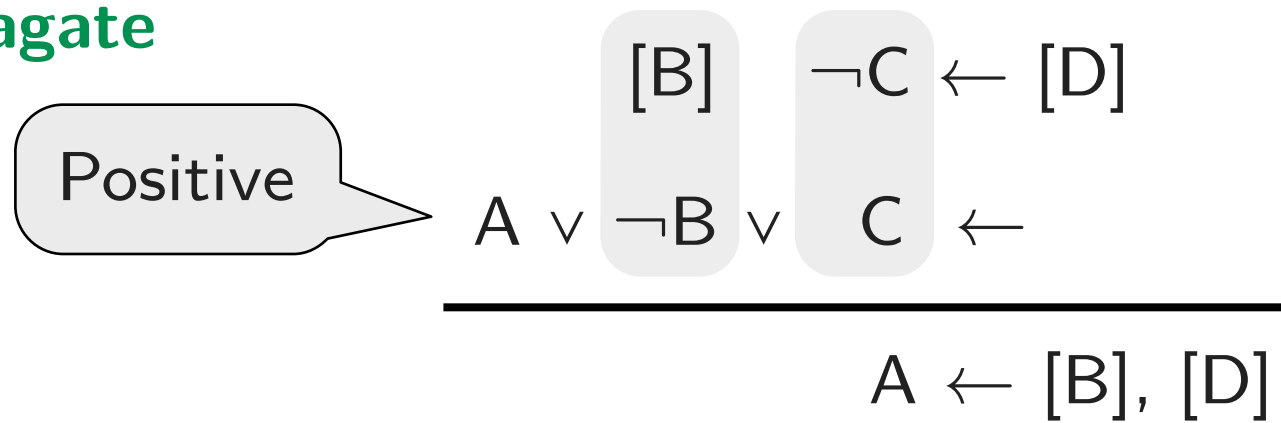 agate
[B] ¬C ← [D]
Positive
A ∨ ¬B ∨ C ←
A ← [B], [D]